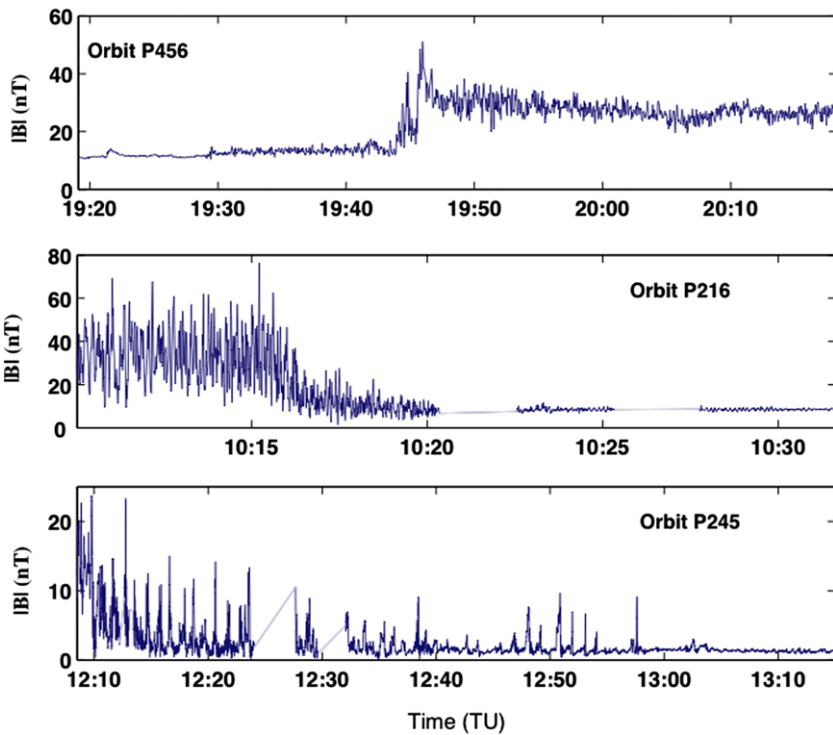 60
Orbit P456
40
|B| (nT)
20
0
19:20 19:30 19:40 19:50 20:00 20:10
80
Orbit P216
60
|B| (nT)
40
20
0
10:15 10:20 10:25 10:30
20
Orbit P245
|B| (nT)
10
0
12:10 12:20 12:30 12:40 12:50 13:00 13:10
Time (TU)